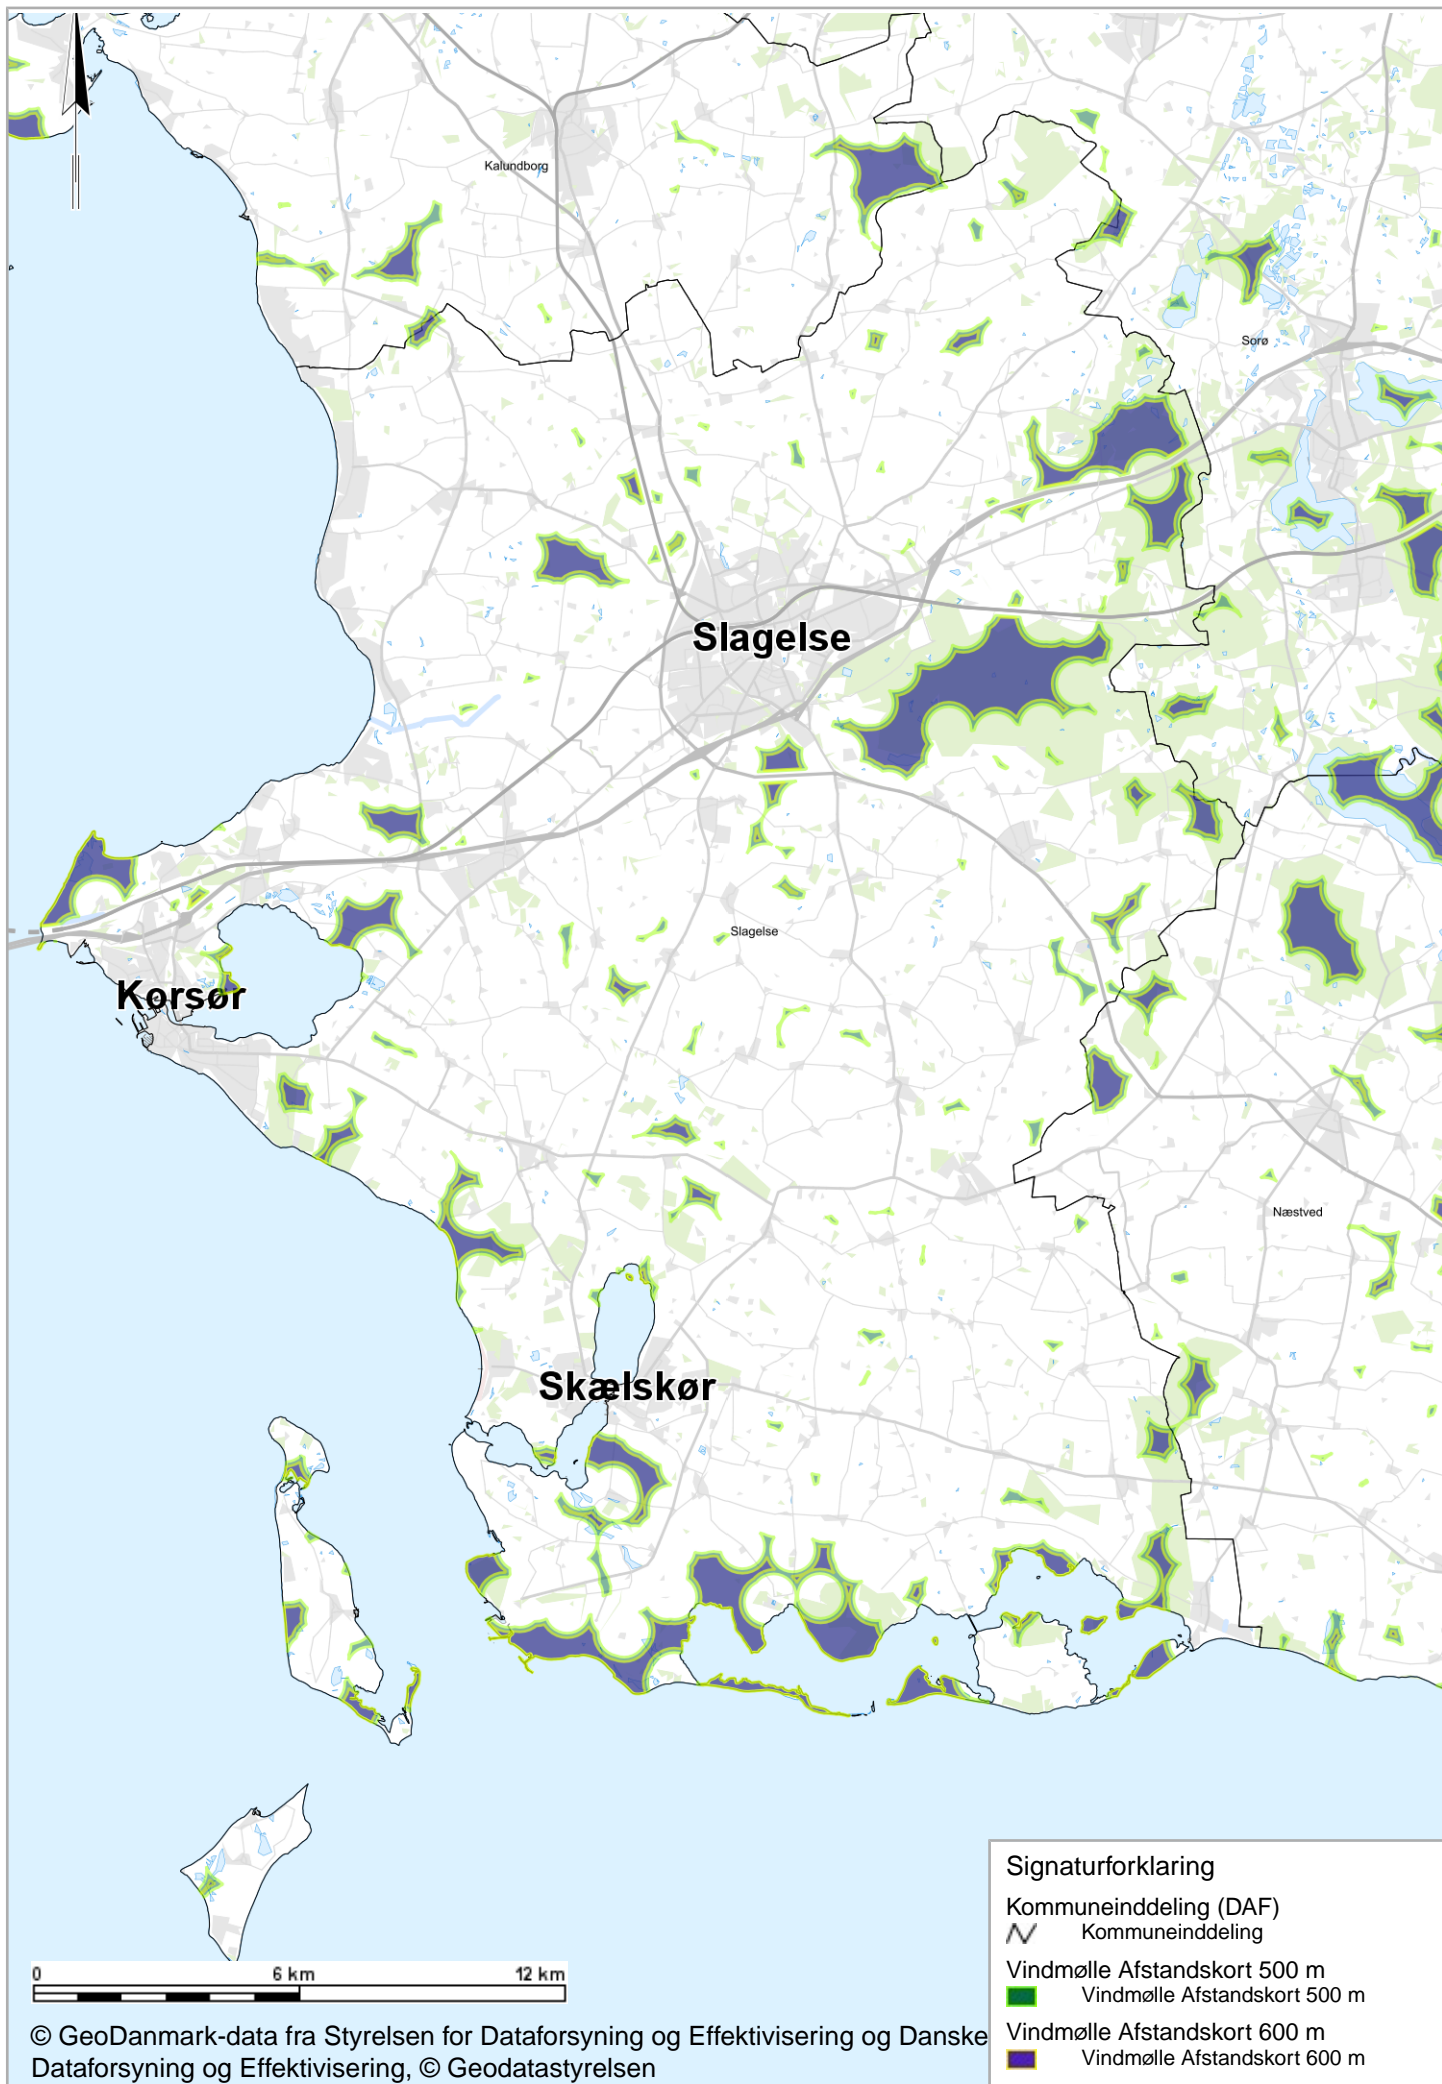 Kalundborg
Sorø
Slagelse
Slagelse
Korsør
Næstved
Skælskør
Signaturforklaring
Kommuneinddeling (DAF)
Kommuneinddeling
Vindmølle Afstandskort 500 m
Vindmølle Afstandskort 500 m
Vindmølle Afstandskort 600 m
Vindmølle Afstandskort 600 m
0 6 km 12 km
© GeoDanmark-data fra Styrelsen for Dataforsyning og Effektivisering og Danske
Dataforsyning og Effektivisering, © Geodatastyrelsen